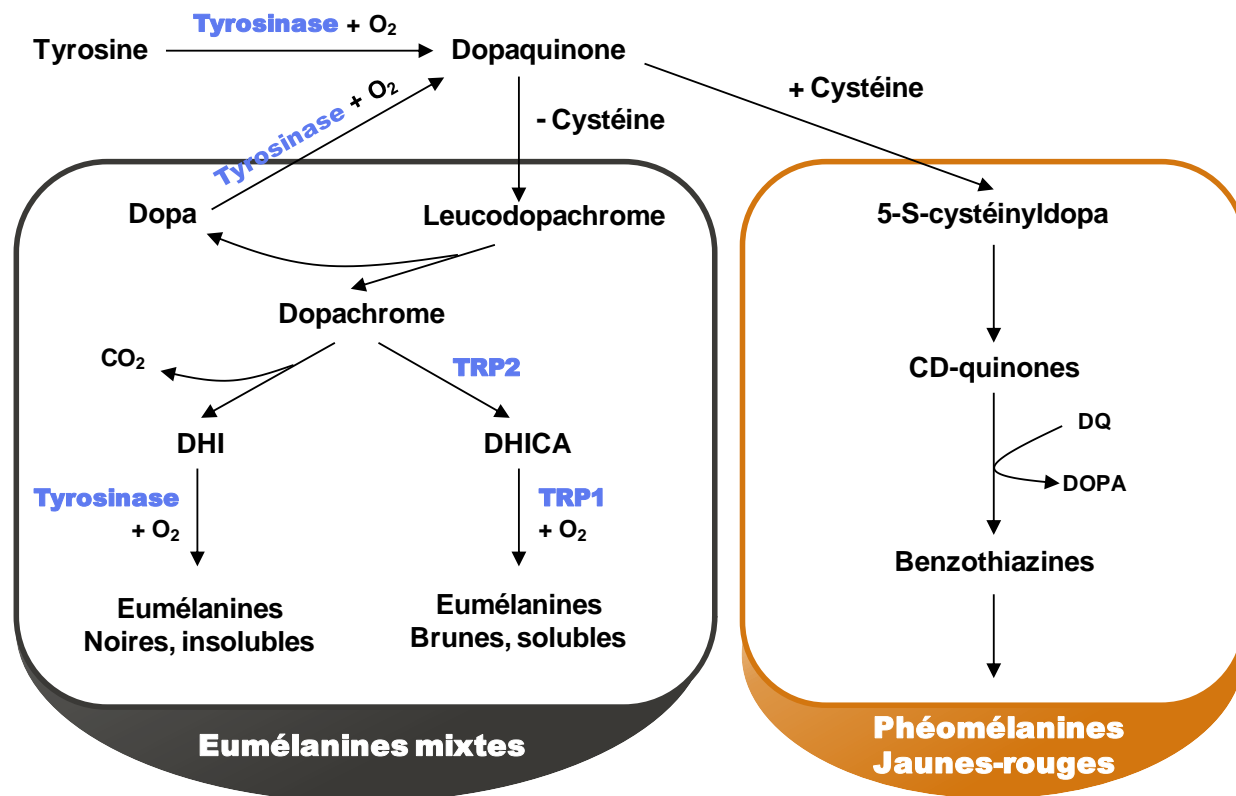 Tyrosinase + O₂
Tyrosine
Dopaquinone
+ Cystéine
Tyrosinase + O₂
- Cystéine
Dopa
Leucodopachrome
5-S-cystéinyldopa
Dopachrome
CO₂
TRP2
CD-quinones
DHI
DHICA
DQ
DOPA
Tyrosinase
+ O₂
TRP1
+ O₂
Benzothiazines
Eumélanines
Noires, insolubles
Eumélanines
Brunes, solubles
Eumélanines mixtes
Phéomélanines
Jaunes-rouges